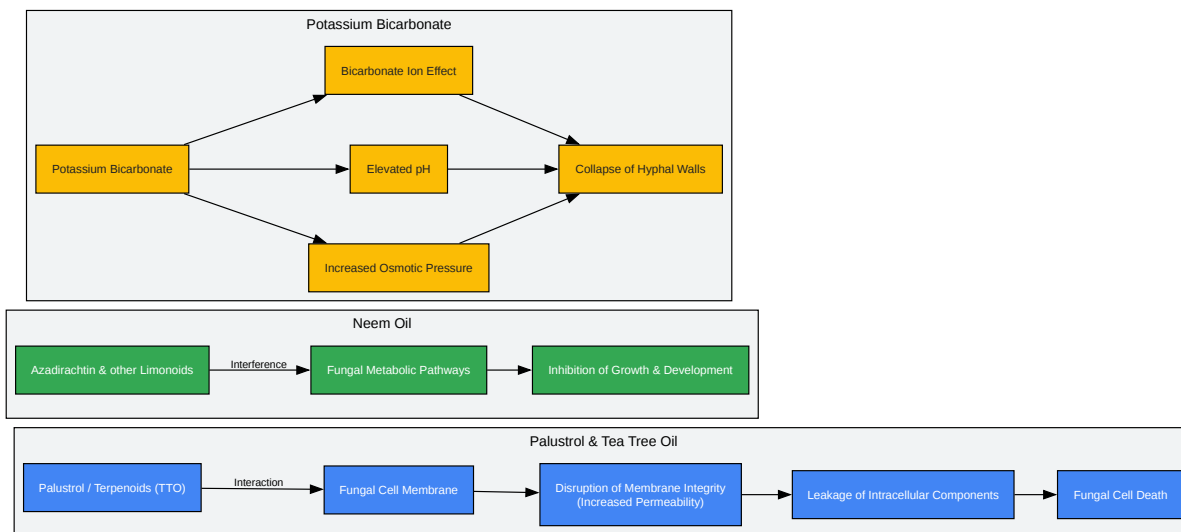 Potassium Bicarbonate
Bicarbonate Ion Effect
Potassium Bicarbonate
Elevated pH
Collapse of Hyphal Walls
Increased Osmotic Pressure
Neem Oil
Azadirachtin & other Limonoids
Interference
Fungal Metabolic Pathways
Inhibition of Growth & Development
Palustrol & Tea Tree Oil
Palustrol / Terpenoids (TTO)
Interaction
Fungal Cell Membrane
Disruption of Membrane Integrity
(Increased Permeability)
Leakage of Intracellular Components
Fungal Cell Death